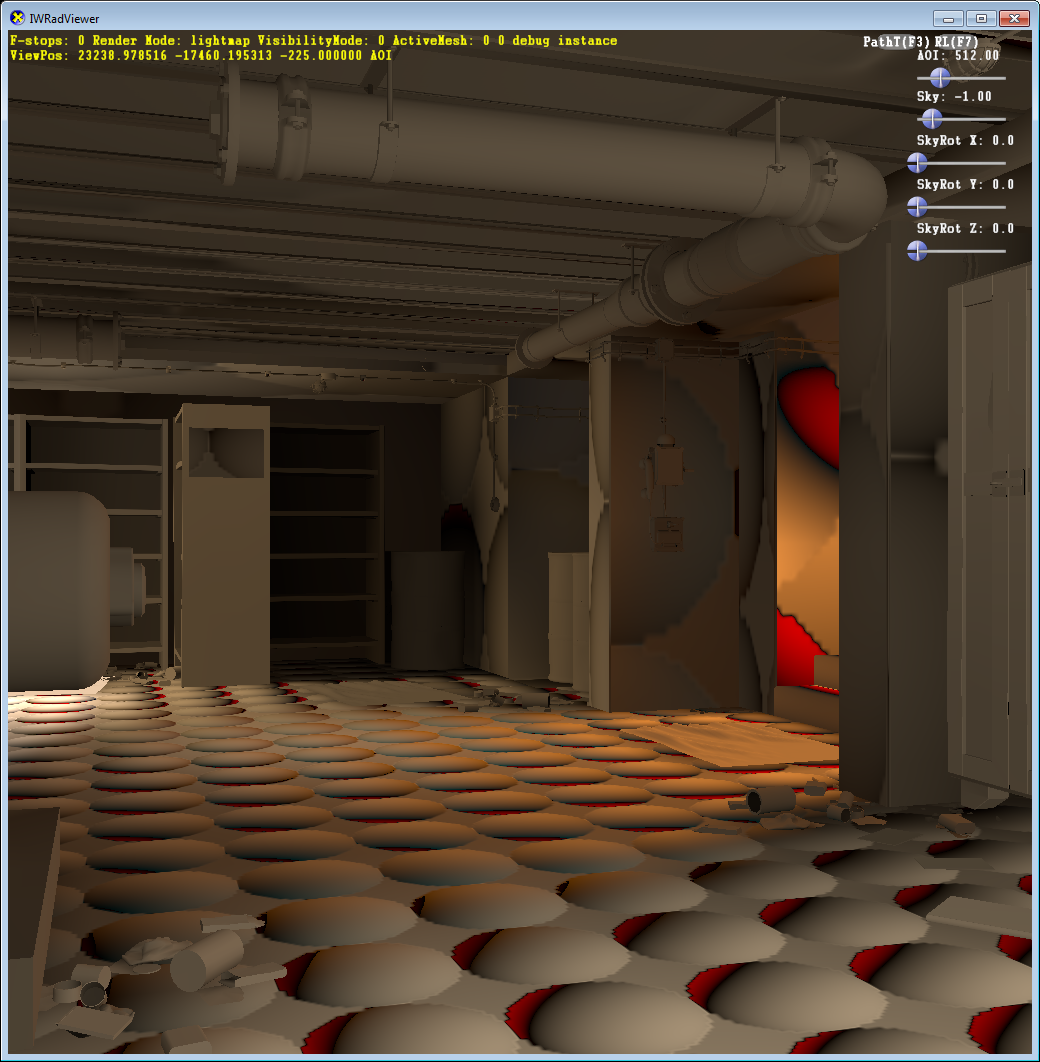 IWRadViewer
F-stops: 0 Render Mode: lightmap VisibilityMode: 0 ActiveMesh: 0 0 debug instance
ViewPos: 23238.978516 -17460.195313 -225.000000 AOI
PathT(F3) RL(F7)
AOI: 512.00
Sky: -1.00
SkyRot X: 0.0
SkyRot Y: 0.0
SkyRot Z: 0.0